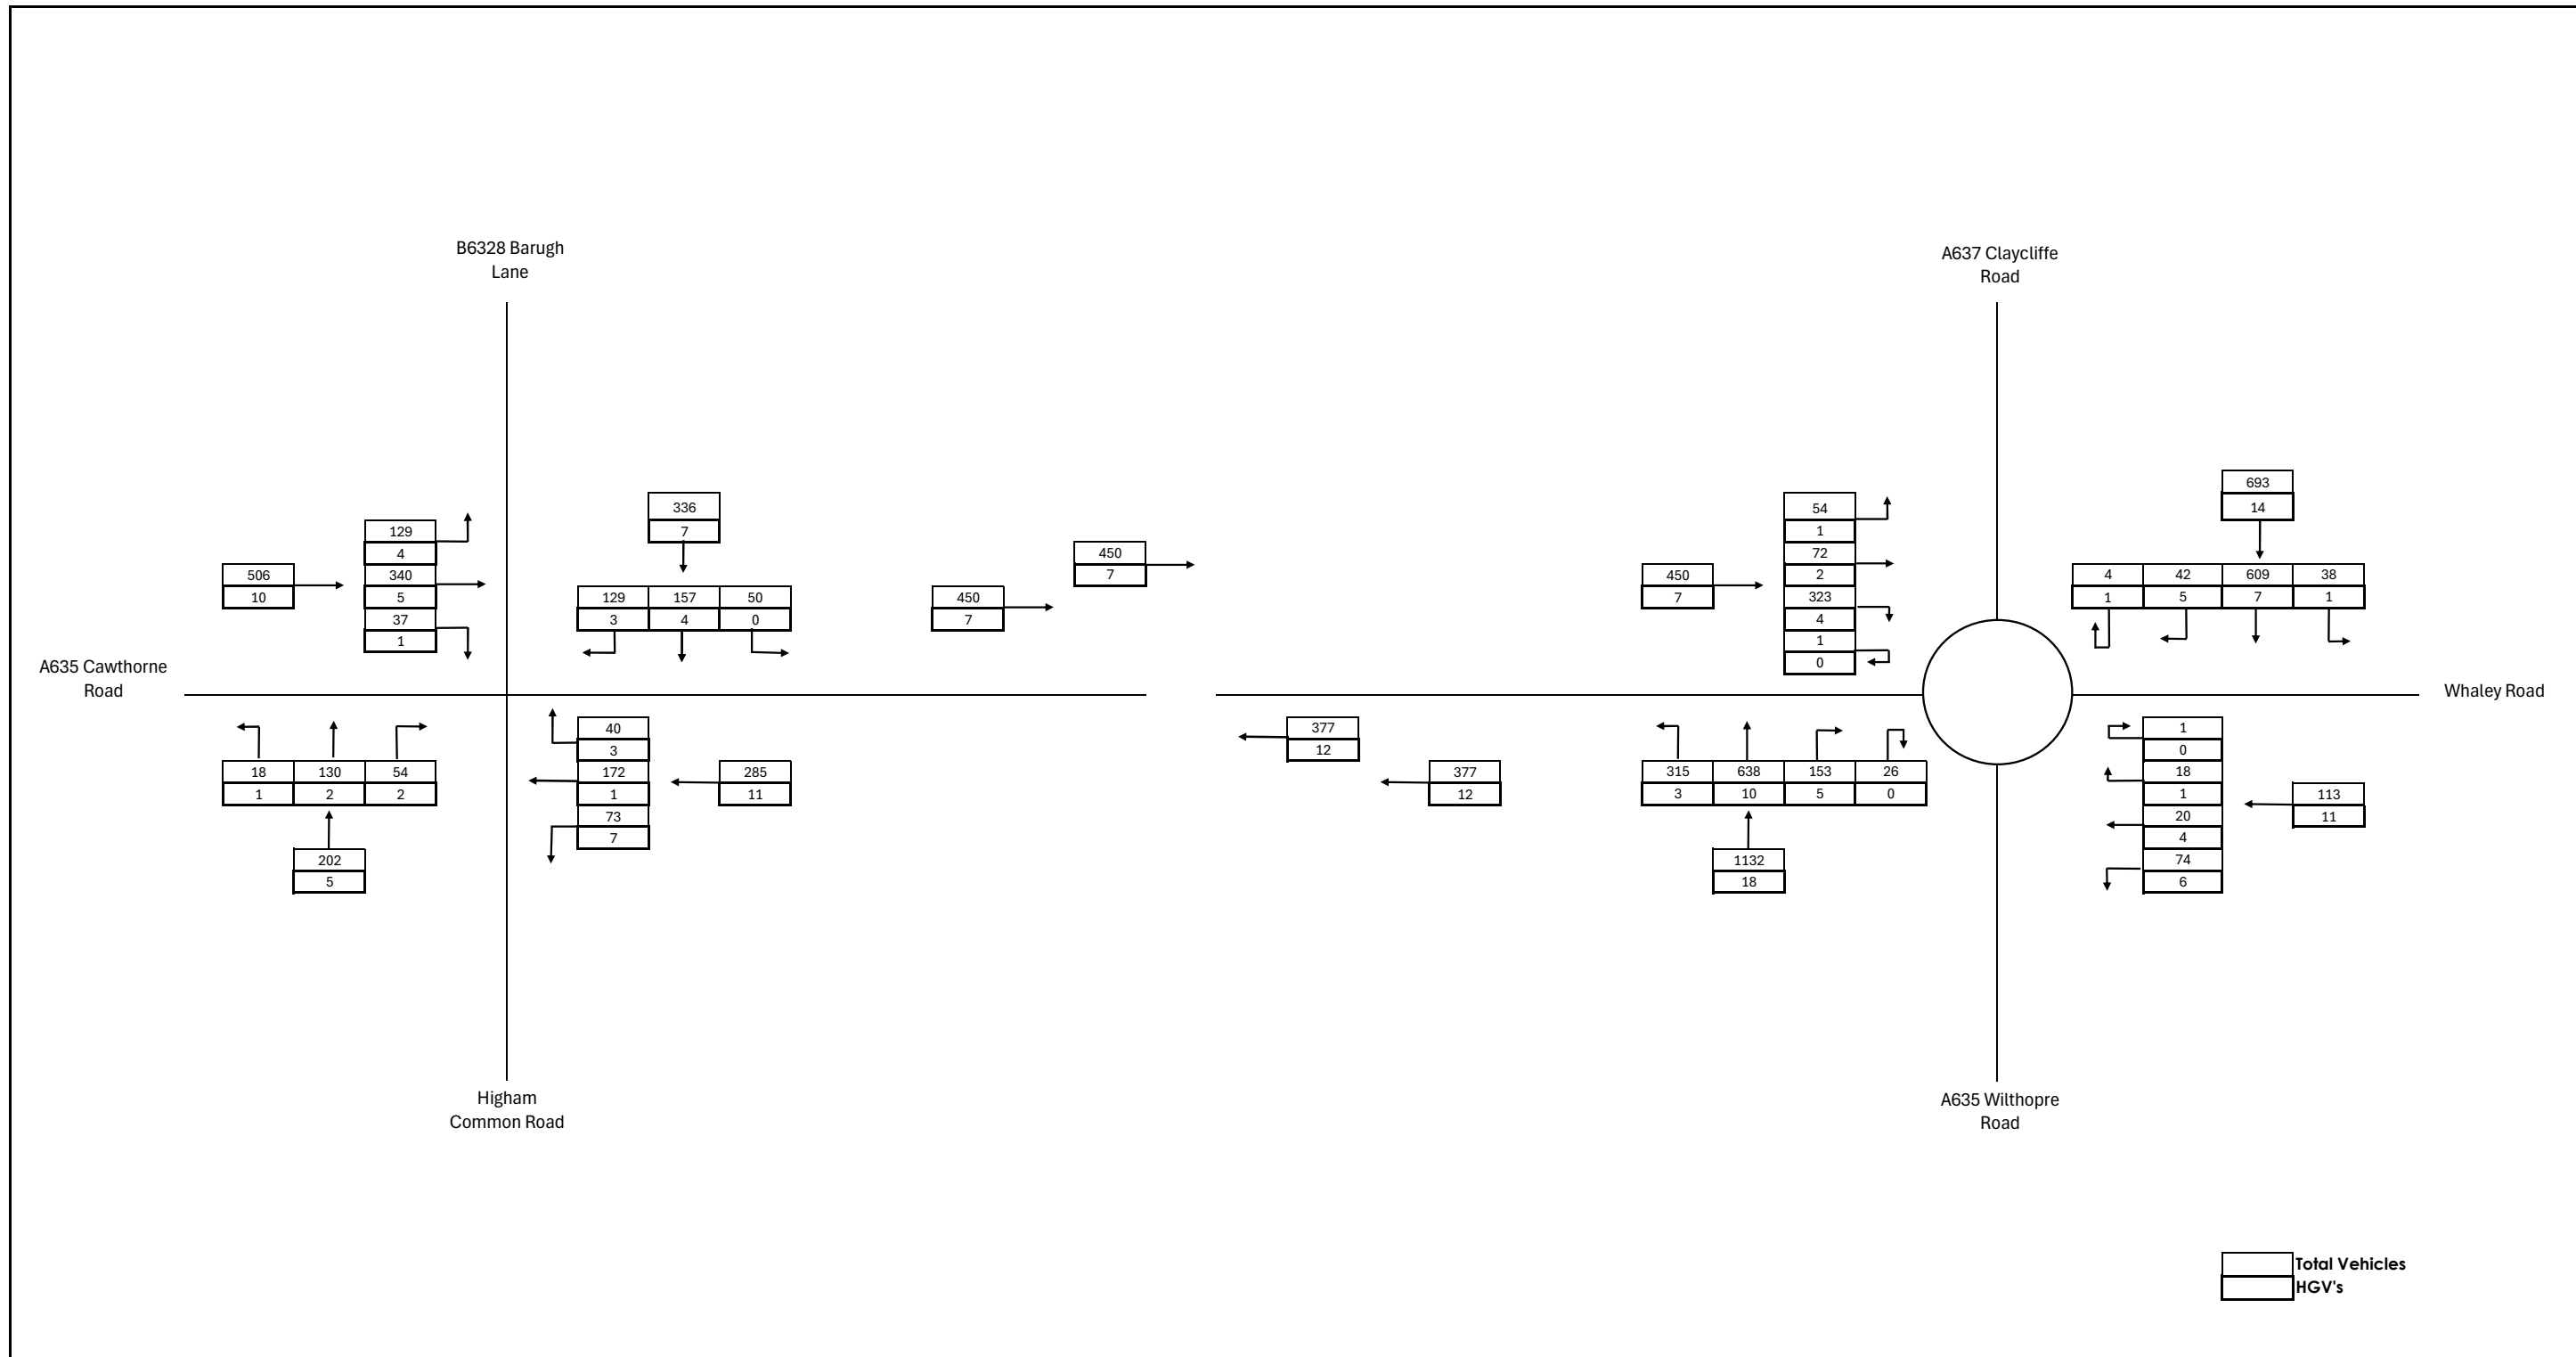 B6328 Barugh
Lane
A637 Claycliffe
Road
129
4
340
5
37
1
506
10
336
7
129 157 50
3 4 0
450
7
450
7
450
7
54
1
72
2
323
4
1
0
693
14
4 42 609 38
1 5 7 1
A635 Cawthorne
Road
Whaley Road
18 130 54
1 2 2
202
5
40
3
172
1
73
7
285
11
377
12
377
12
315 638 153 26
3 10 5 0
1132
18
1
0
18
1
20
4
74
6
113
11
Higham
Common Road
A635 Wilthopre
Road
Total Vehicles
HGV's